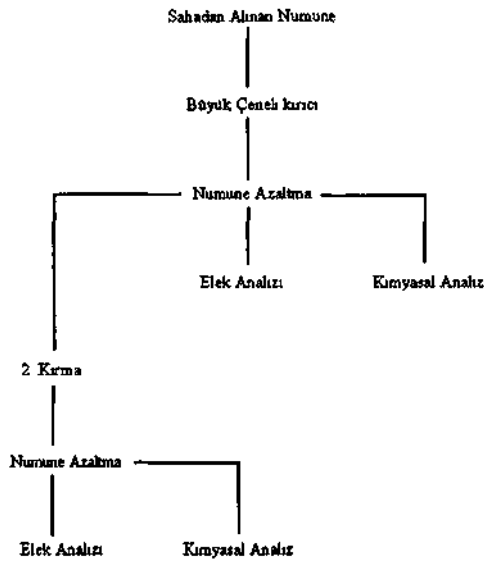 Sahadan Alınan Numune
Büyük Çeneli kırıcı
Numune Azaltma
Elek Analizi
Kimyasal Analiz
2 Kırma
Numune Azaltma
Elek Analizi
Kimyasal Analiz